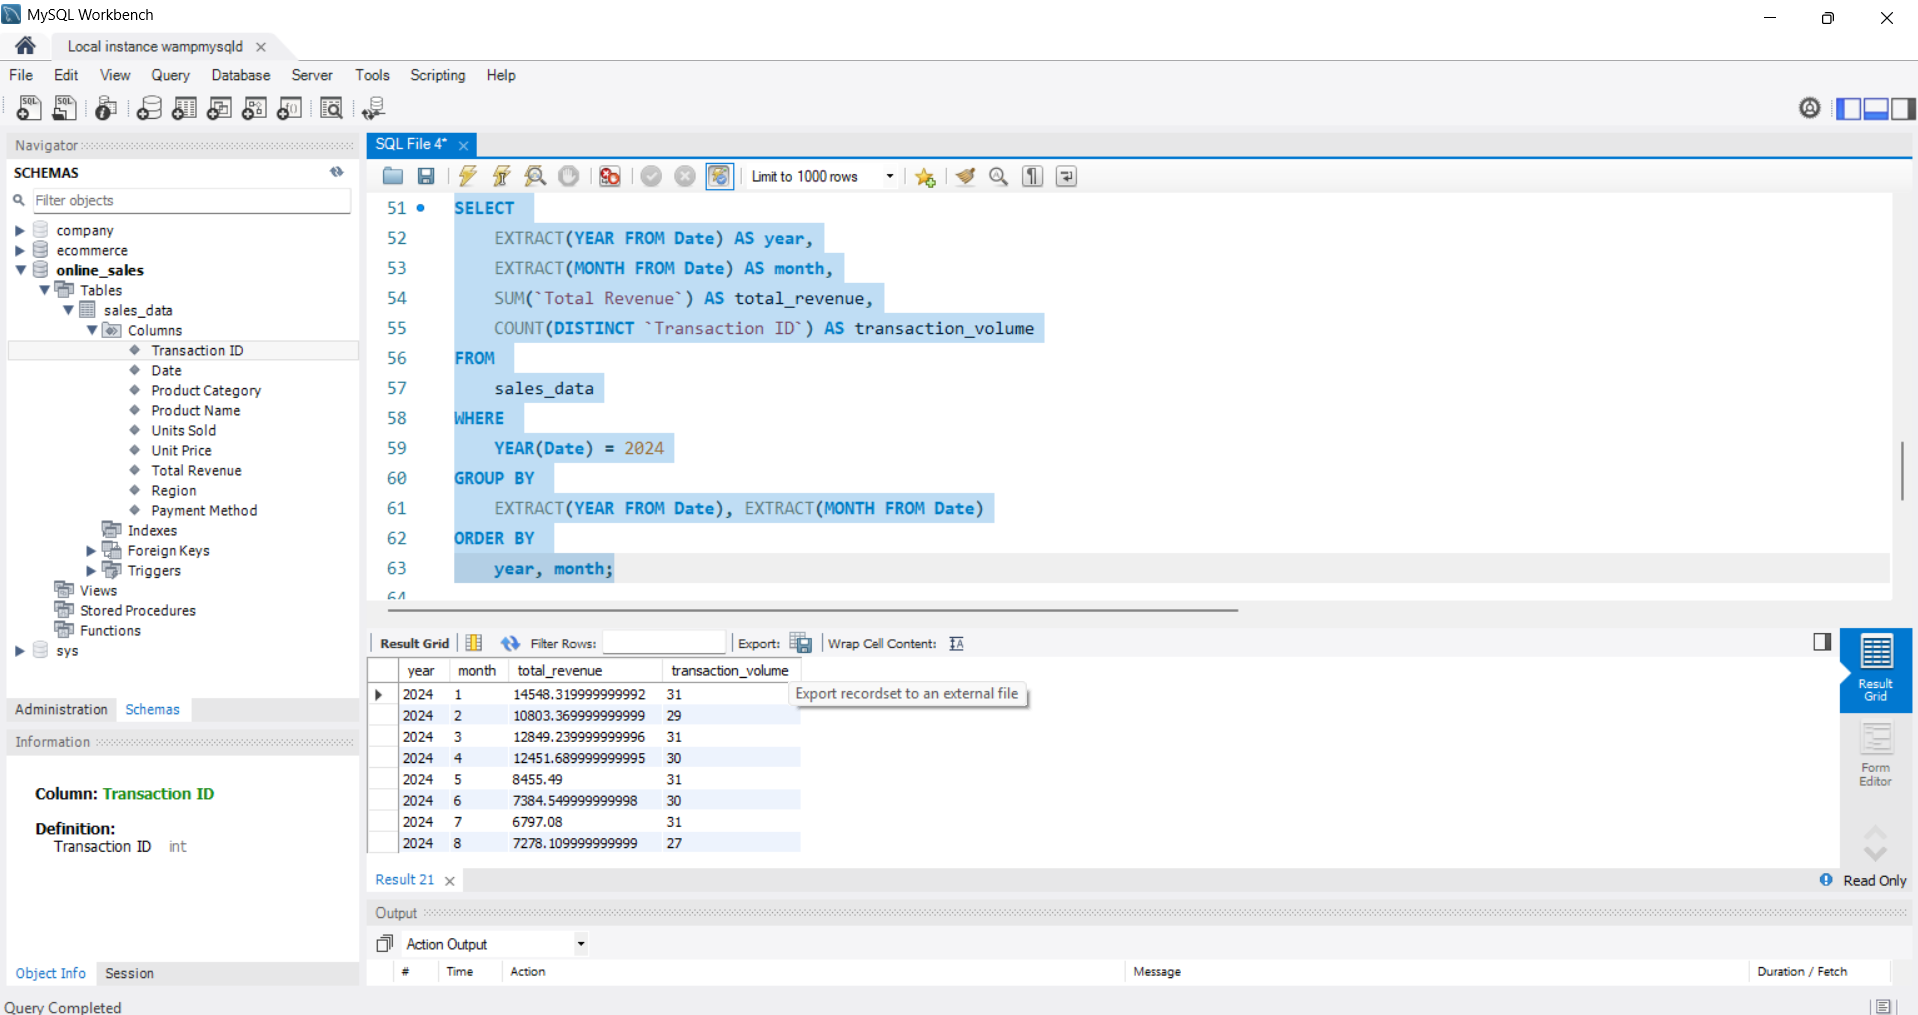 MySQL Workbench
Local instance wampmysqld
File Edit View Query Database Server Tools Scripting Help
Navigator
SCHEMAS
Filter objects
company
ecommerce
online_sales
Tables
sales_data
Columns
Transaction ID
Date
Product Category
Product Name
Units Sold
Unit Price
Total Revenue
Region
Payment Method
Indexes
Foreign Keys
Triggers
Views
Stored Procedures
Functions
sys
Administration Schemas
Information
Column: Transaction ID
Definition:
Transaction ID int
Object Info Session
SQL File 4*
Limit to 1000 rows
51 SELECT
52 EXTRACT(YEAR FROM Date) AS year,
53 EXTRACT(MONTH FROM Date) AS month,
54 SUM(`Total Revenue`) AS total_revenue,
55 COUNT(DISTINCT `Transaction ID`) AS transaction_volume
56 FROM
57 sales_data
58 WHERE
59 YEAR(Date) = 2024
60 GROUP BY
61 EXTRACT(YEAR FROM Date), EXTRACT(MONTH FROM Date)
62 ORDER BY
63 year, month;
64
Result Grid Filter Rows: Export: Wrap Cell Content:
year month total_revenue transaction_volume
2024 1 14548.319999999992 31
Export recordset to an external file
2024 2 10803.369999999999 29
2024 3 12849.239999999996 31
2024 4 12451.689999999995 30
2024 5 8455.49 31
2024 6 7384.549999999998 30
2024 7 6797.08 31
2024 8 7278.109999999999 27
Result
Grid
Form
Editor
Result 21
Read Only
Output
Action Output
# Time Action Message Duration / Fetch
Query Completed